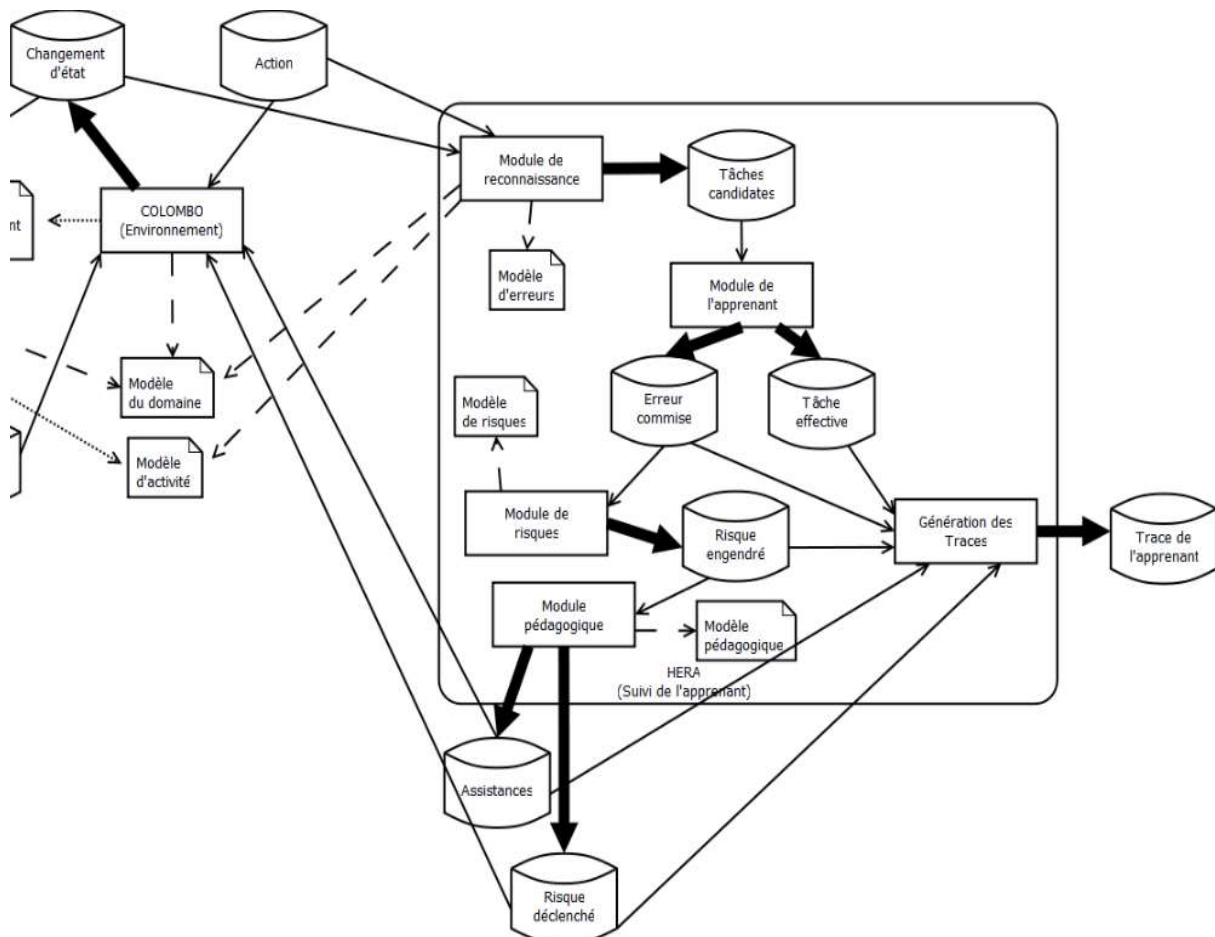 Changement
d'état
Action
Module de
reconnaissance
Tâches
candidates
COLOMBO
(Environnement)
nt
Modèle
d'erreurs
Module de
l'apprenant
Modèle
du domaine
Modèle
de risques
Erreur
commise
Tâche
effective
Modèle
d'activité
Module de
risques
Risque
engendré
Génération des
Traces
Trace de
l'apprenant
Module
pédagogique
Modèle
pédagogique
HERA
(Suivi de l'apprenant)
Assistances
Risque
déclenché